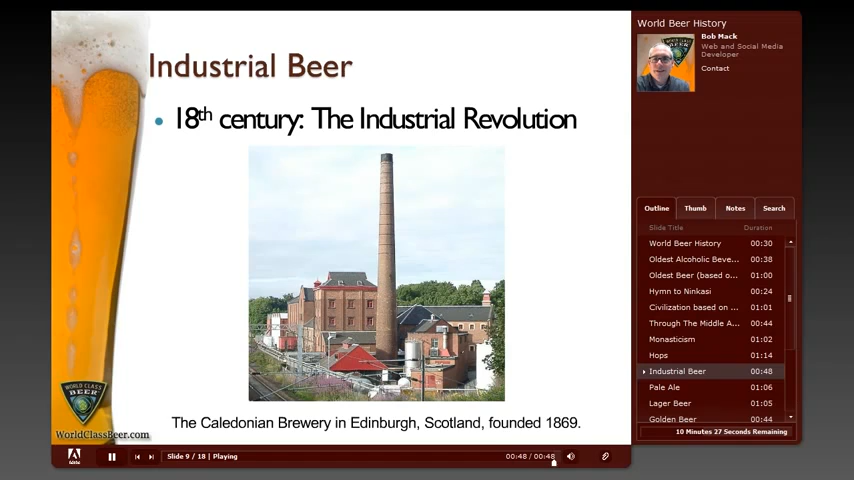 Industrial Beer
• 18th century: The Industrial Revolution
The Caledonian Brewery in Edinburgh, Scotland, founded 1869.
WORLD CLASS
BEER
WorldClassBeer.com
Slide 9 / 18 | Playing
00:48 / 00:48
World Beer History
Bob Mack
Web and Social Media
Developer
Contact
Outline Thumb Notes Search
Slide Title Duration
World Beer History 00:30
Oldest Alcoholic Beve... 00:38
Oldest Beer (based o... 01:00
Hymn to Ninkasi 00:24
Civilization based on ... 01:01
Through The Middle A... 00:44
Monasticism 01:02
Hops 01:14
Industrial Beer 00:48
Pale Ale 01:06
Lager Beer 01:05
Golden Beer 00:44
10 Minutes 27 Seconds Remaining